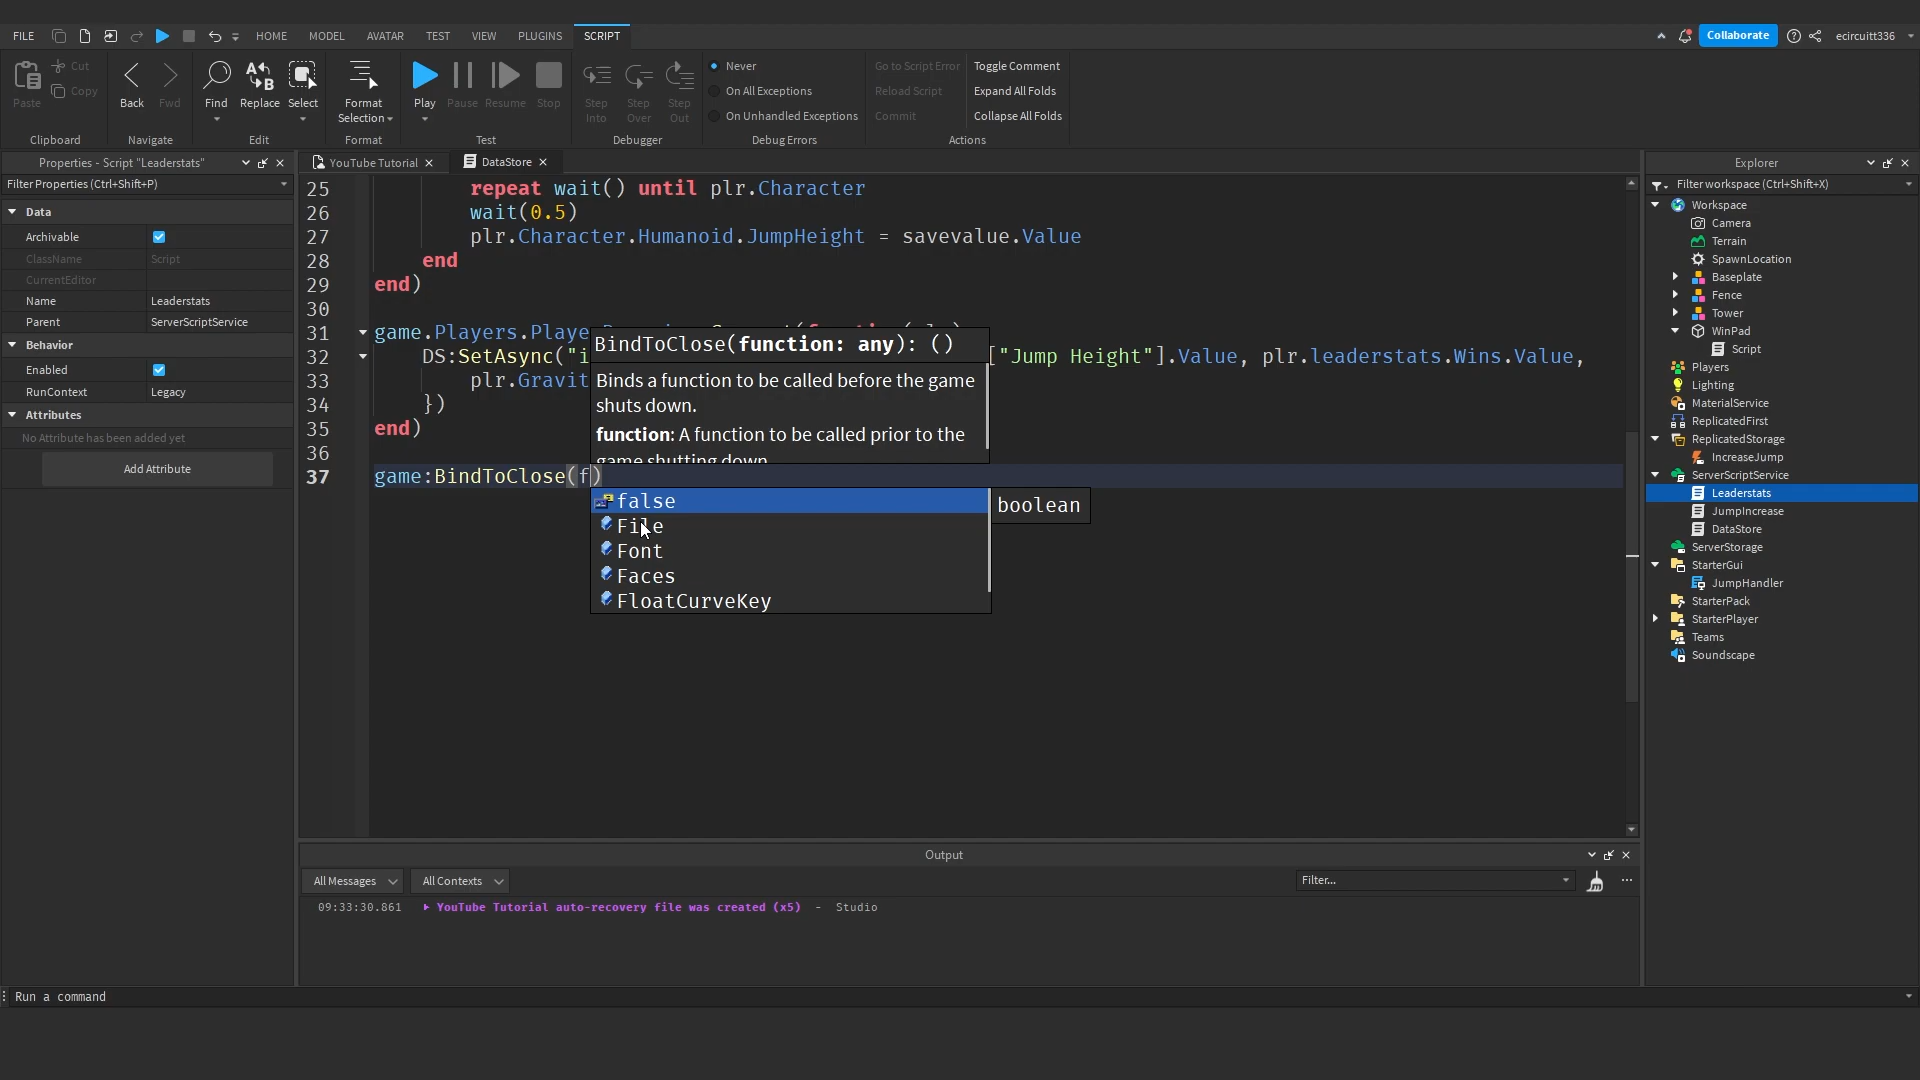 FILE HOME MODEL AVATAR TEST VIEW PLUGINS SCRIPT Collaborate ecircuitt336
Paste Cut Copy Back Fwd Find Replace Select Format Selection Play Pause Resume Stop Step Into Step Over Step Out
Never
On All Exceptions
On Unhandled Exceptions
Go to Script Error
Reload Script
Commit
Toggle Comment
Expand All Folds
Collapse All Folds
Clipboard Navigate Edit Format Test Debugger Debug Errors Actions
Properties - Script "Leaderstats"
Filter Properties (Ctrl+Shift+P)
Data
Archivable
ClassName Script
CurrentEditor
Name Leaderstats
Parent ServerScriptService
Behavior
Enabled
RunContext Legacy
Attributes
No Attribute has been added yet
Add Attribute
YouTube Tutorial DataStore
25 repeat wait() until plr.Character
26 wait(0.5)
27 plr.Character.Humanoid.JumpHeight = savevalue.Value
28 end
29 end)
30
31 game.Players.Playe
32 DS:SetAsync("i ["Jump Height"].Value, plr.leaderstats.Wins.Value,
33 plr.Gravit
34 })
35 end)
36
37 game:BindToClose(f)
BindToClose(function: any): ()
Binds a function to be called before the game
shuts down.
function: A function to be called prior to the
game shutting down
false
File
Font
Faces
FloatCurveKey
boolean
Output
All Messages All Contexts Filter...
09:33:30.861 YouTube Tutorial auto-recovery file was created (x5) - Studio
Run a command
Explorer
Filter workspace (Ctrl+Shift+X)
Workspace
Camera
Terrain
SpawnLocation
Baseplate
Fence
Tower
WinPad
Script
Players
Lighting
MaterialService
ReplicatedFirst
ReplicatedStorage
IncreaseJump
ServerScriptService
Leaderstats
JumpIncrease
DataStore
ServerStorage
StarterGui
JumpHandler
StarterPack
StarterPlayer
Teams
Soundscape